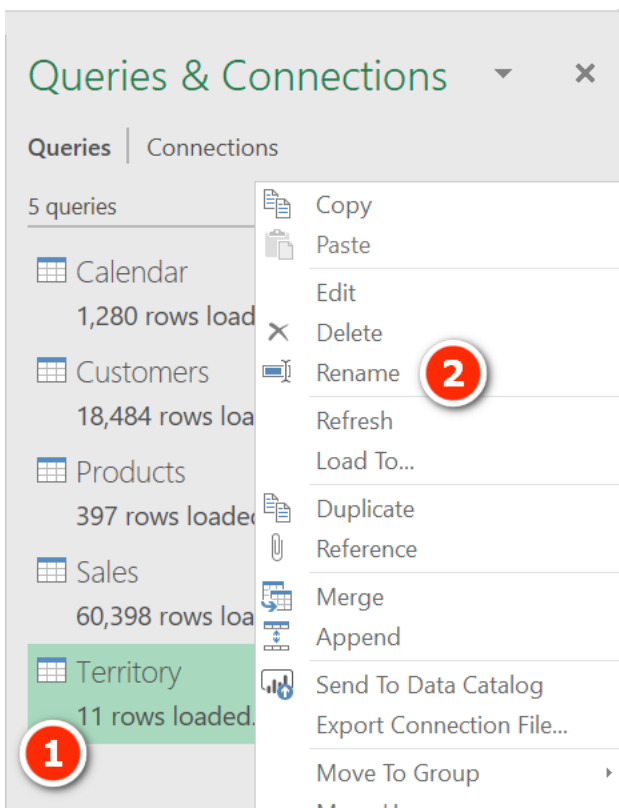 Queries & Connections
Queries | Connections
5 queries
Calendar
1,280 rows load
Customers
18,484 rows loa
Products
397 rows loaded
Sales
60,398 rows loa
Territory
11 rows loaded.
1
Copy
Paste
Edit
Delete
Rename
2
Refresh
Load To...
Duplicate
Reference
Merge
Append
Send To Data Catalog
Export Connection File...
Move To Group